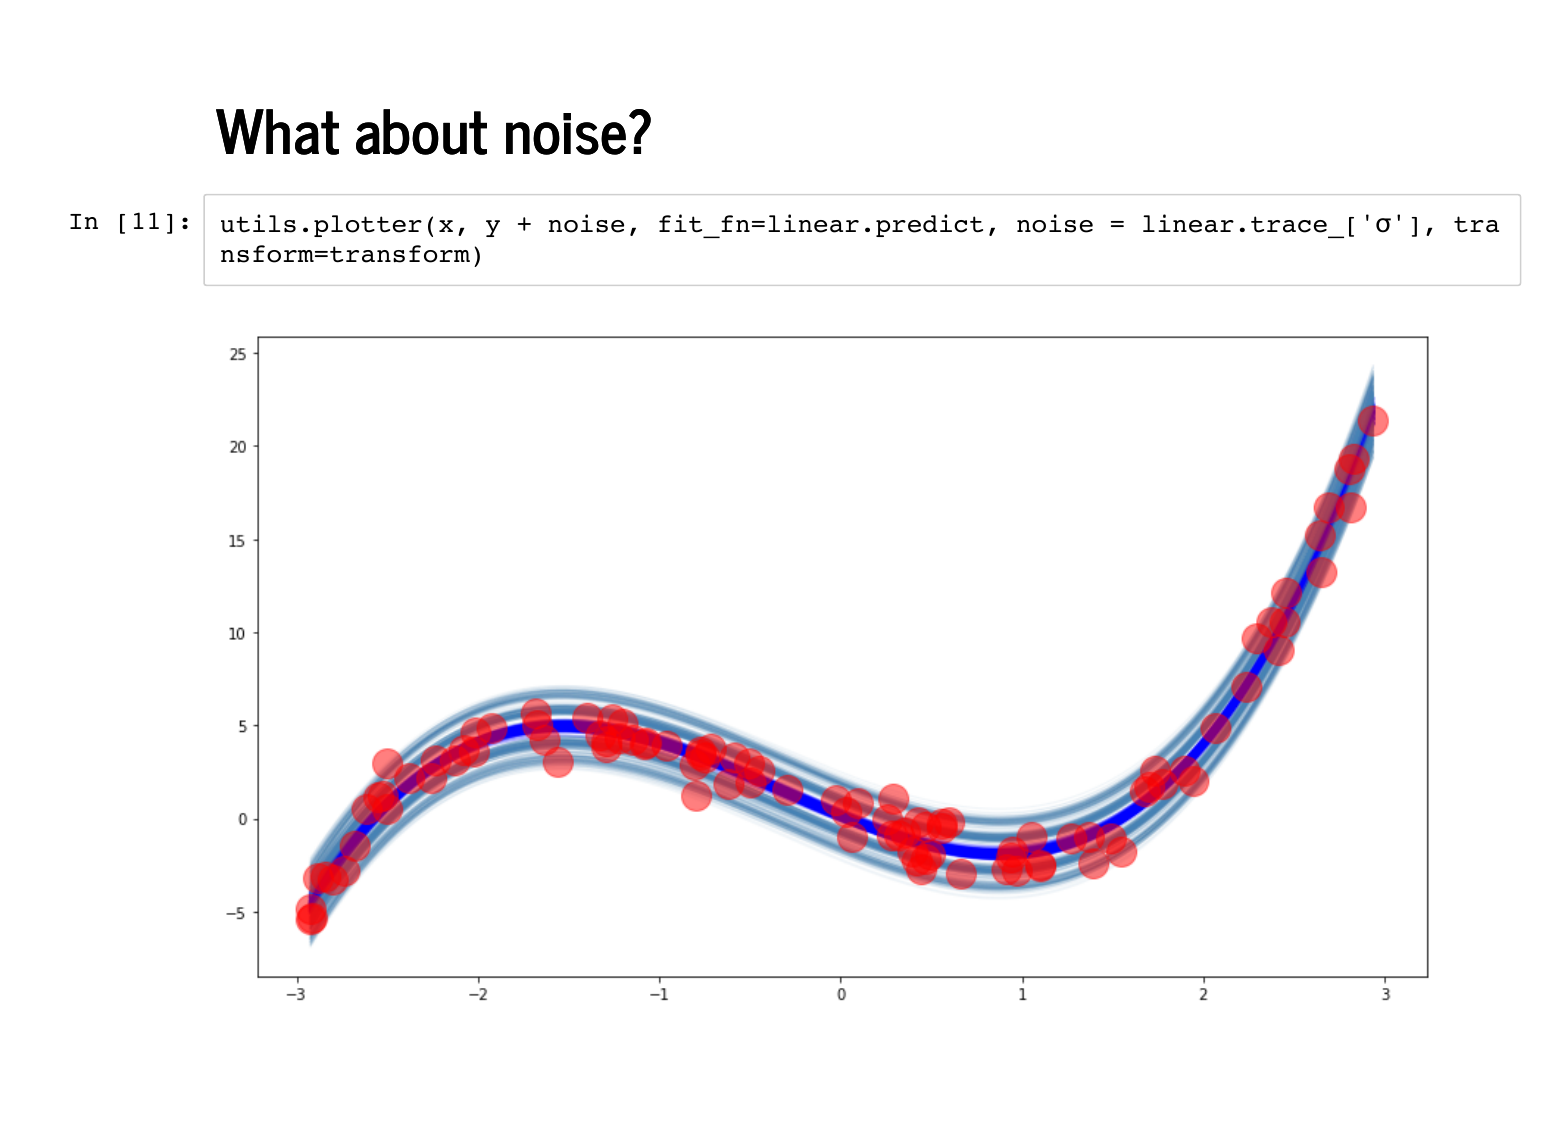 What about noise?
In [11]: utils.plotter(x, y + noise, fit_fn=linear.predict, noise = linear.trace_['σ'], tra
nsform=transform)
25
20
15
10
5
0
−5
−3 −2 −1 0 1 2 3